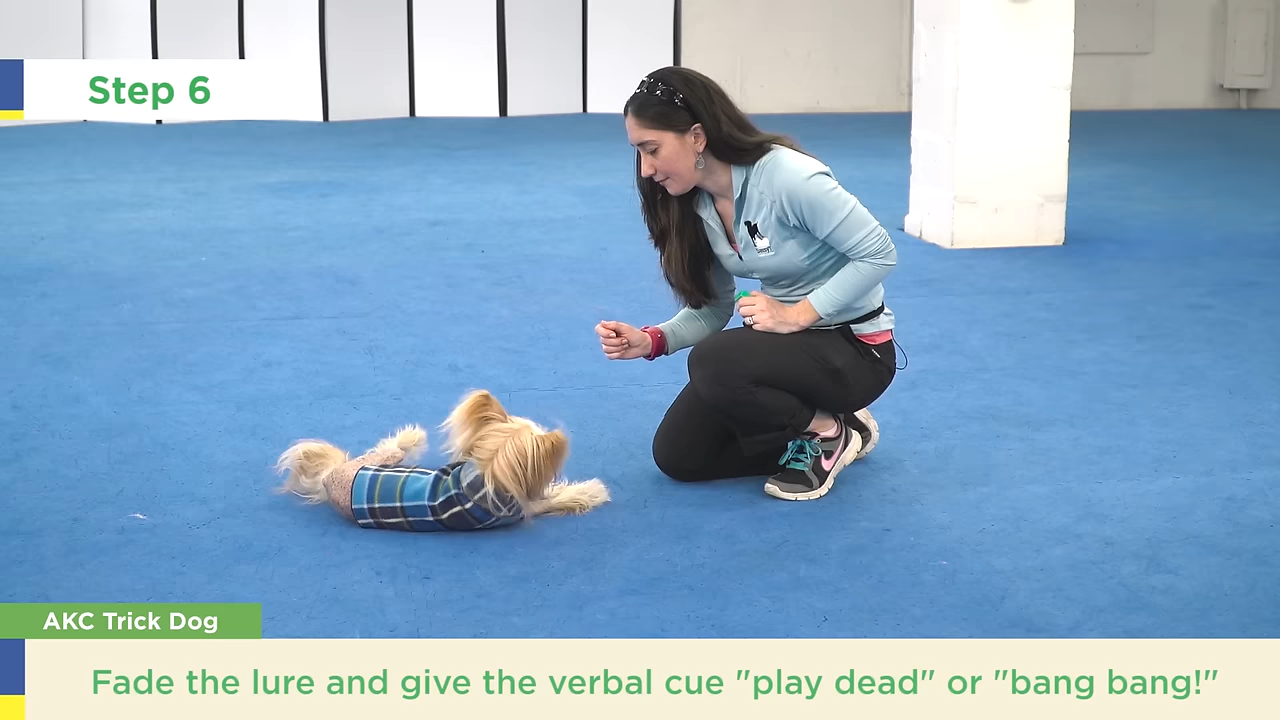 Step 6
AKC Trick Dog
Fade the lure and give the verbal cue "play dead" or "bang bang!"